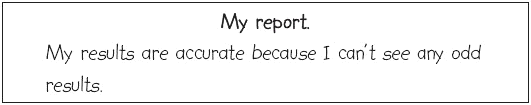 My report.
My results are accurate because I can't see any odd
results.